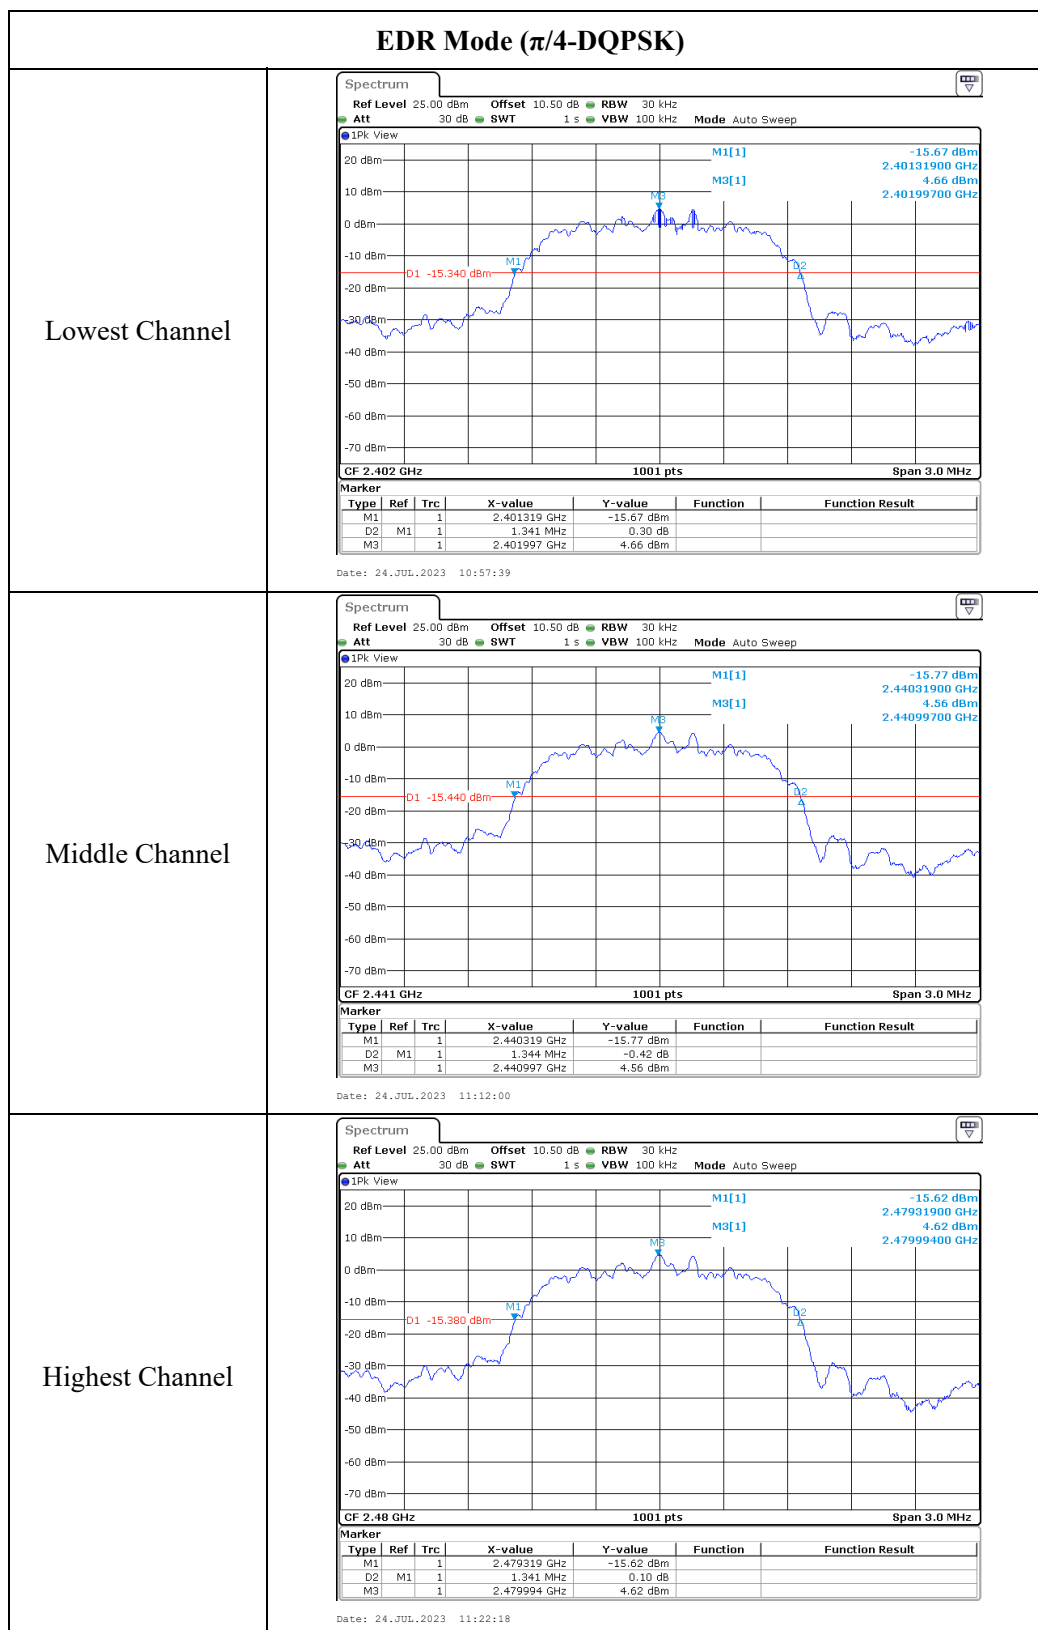 EDR Mode (π/4-DQPSK)
Lowest Channel
Spectrum
Ref Level 25.00 dBm Offset 10.50 dB RBW 30 kHz
Att 30 dB SWT 1 s VBW 100 kHz Mode Auto Sweep
1Pk View
M1[1] -15.67 dBm
2.40131900 GHz
M3[1] 4.66 dBm
2.40199700 GHz
20 dBm
10 dBm
M3
0 dBm
-10 dBm
M1
D2
D1 -15.340 dBm
-20 dBm
-30 dBm
-40 dBm
-50 dBm
-60 dBm
-70 dBm
CF 2.402 GHz 1001 pts Span 3.0 MHz
Marker
Type Ref Trc X-value Y-value Function Function Result
M1 1 2.401319 GHz -15.67 dBm
D2 M1 1 1.341 MHz 0.30 dB
M3 1 2.401997 GHz 4.66 dBm
Date: 24.JUL.2023 10:57:39
Middle Channel
Spectrum
Ref Level 25.00 dBm Offset 10.50 dB RBW 30 kHz
Att 30 dB SWT 1 s VBW 100 kHz Mode Auto Sweep
1Pk View
M1[1] -15.77 dBm
2.44031900 GHz
M3[1] 4.56 dBm
2.44099700 GHz
20 dBm
10 dBm
M3
0 dBm
-10 dBm
M1
D2
D1 -15.440 dBm
-20 dBm
-30 dBm
-40 dBm
-50 dBm
-60 dBm
-70 dBm
CF 2.441 GHz 1001 pts Span 3.0 MHz
Marker
Type Ref Trc X-value Y-value Function Function Result
M1 1 2.440319 GHz -15.77 dBm
D2 M1 1 1.344 MHz -0.42 dB
M3 1 2.440997 GHz 4.56 dBm
Date: 24.JUL.2023 11:12:00
Highest Channel
Spectrum
Ref Level 25.00 dBm Offset 10.50 dB RBW 30 kHz
Att 30 dB SWT 1 s VBW 100 kHz Mode Auto Sweep
1Pk View
M1[1] -15.62 dBm
2.47931900 GHz
M3[1] 4.62 dBm
2.47999400 GHz
20 dBm
10 dBm
M3
0 dBm
-10 dBm
M1
D2
D1 -15.380 dBm
-20 dBm
-30 dBm
-40 dBm
-50 dBm
-60 dBm
-70 dBm
CF 2.48 GHz 1001 pts Span 3.0 MHz
Marker
Type Ref Trc X-value Y-value Function Function Result
M1 1 2.479319 GHz -15.62 dBm
D2 M1 1 1.341 MHz 0.10 dB
M3 1 2.479994 GHz 4.62 dBm
Date: 24.JUL.2023 11:22:18